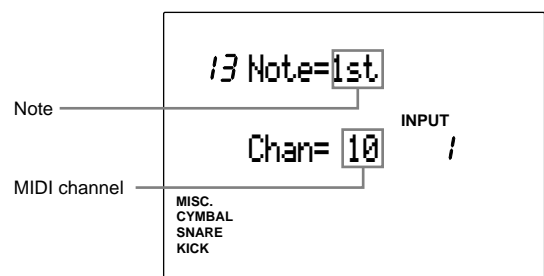 13 Note=1st
Note
INPUT
Chan= 10 1
MIDI channel
MISC.
CYMBAL
SNARE
KICK